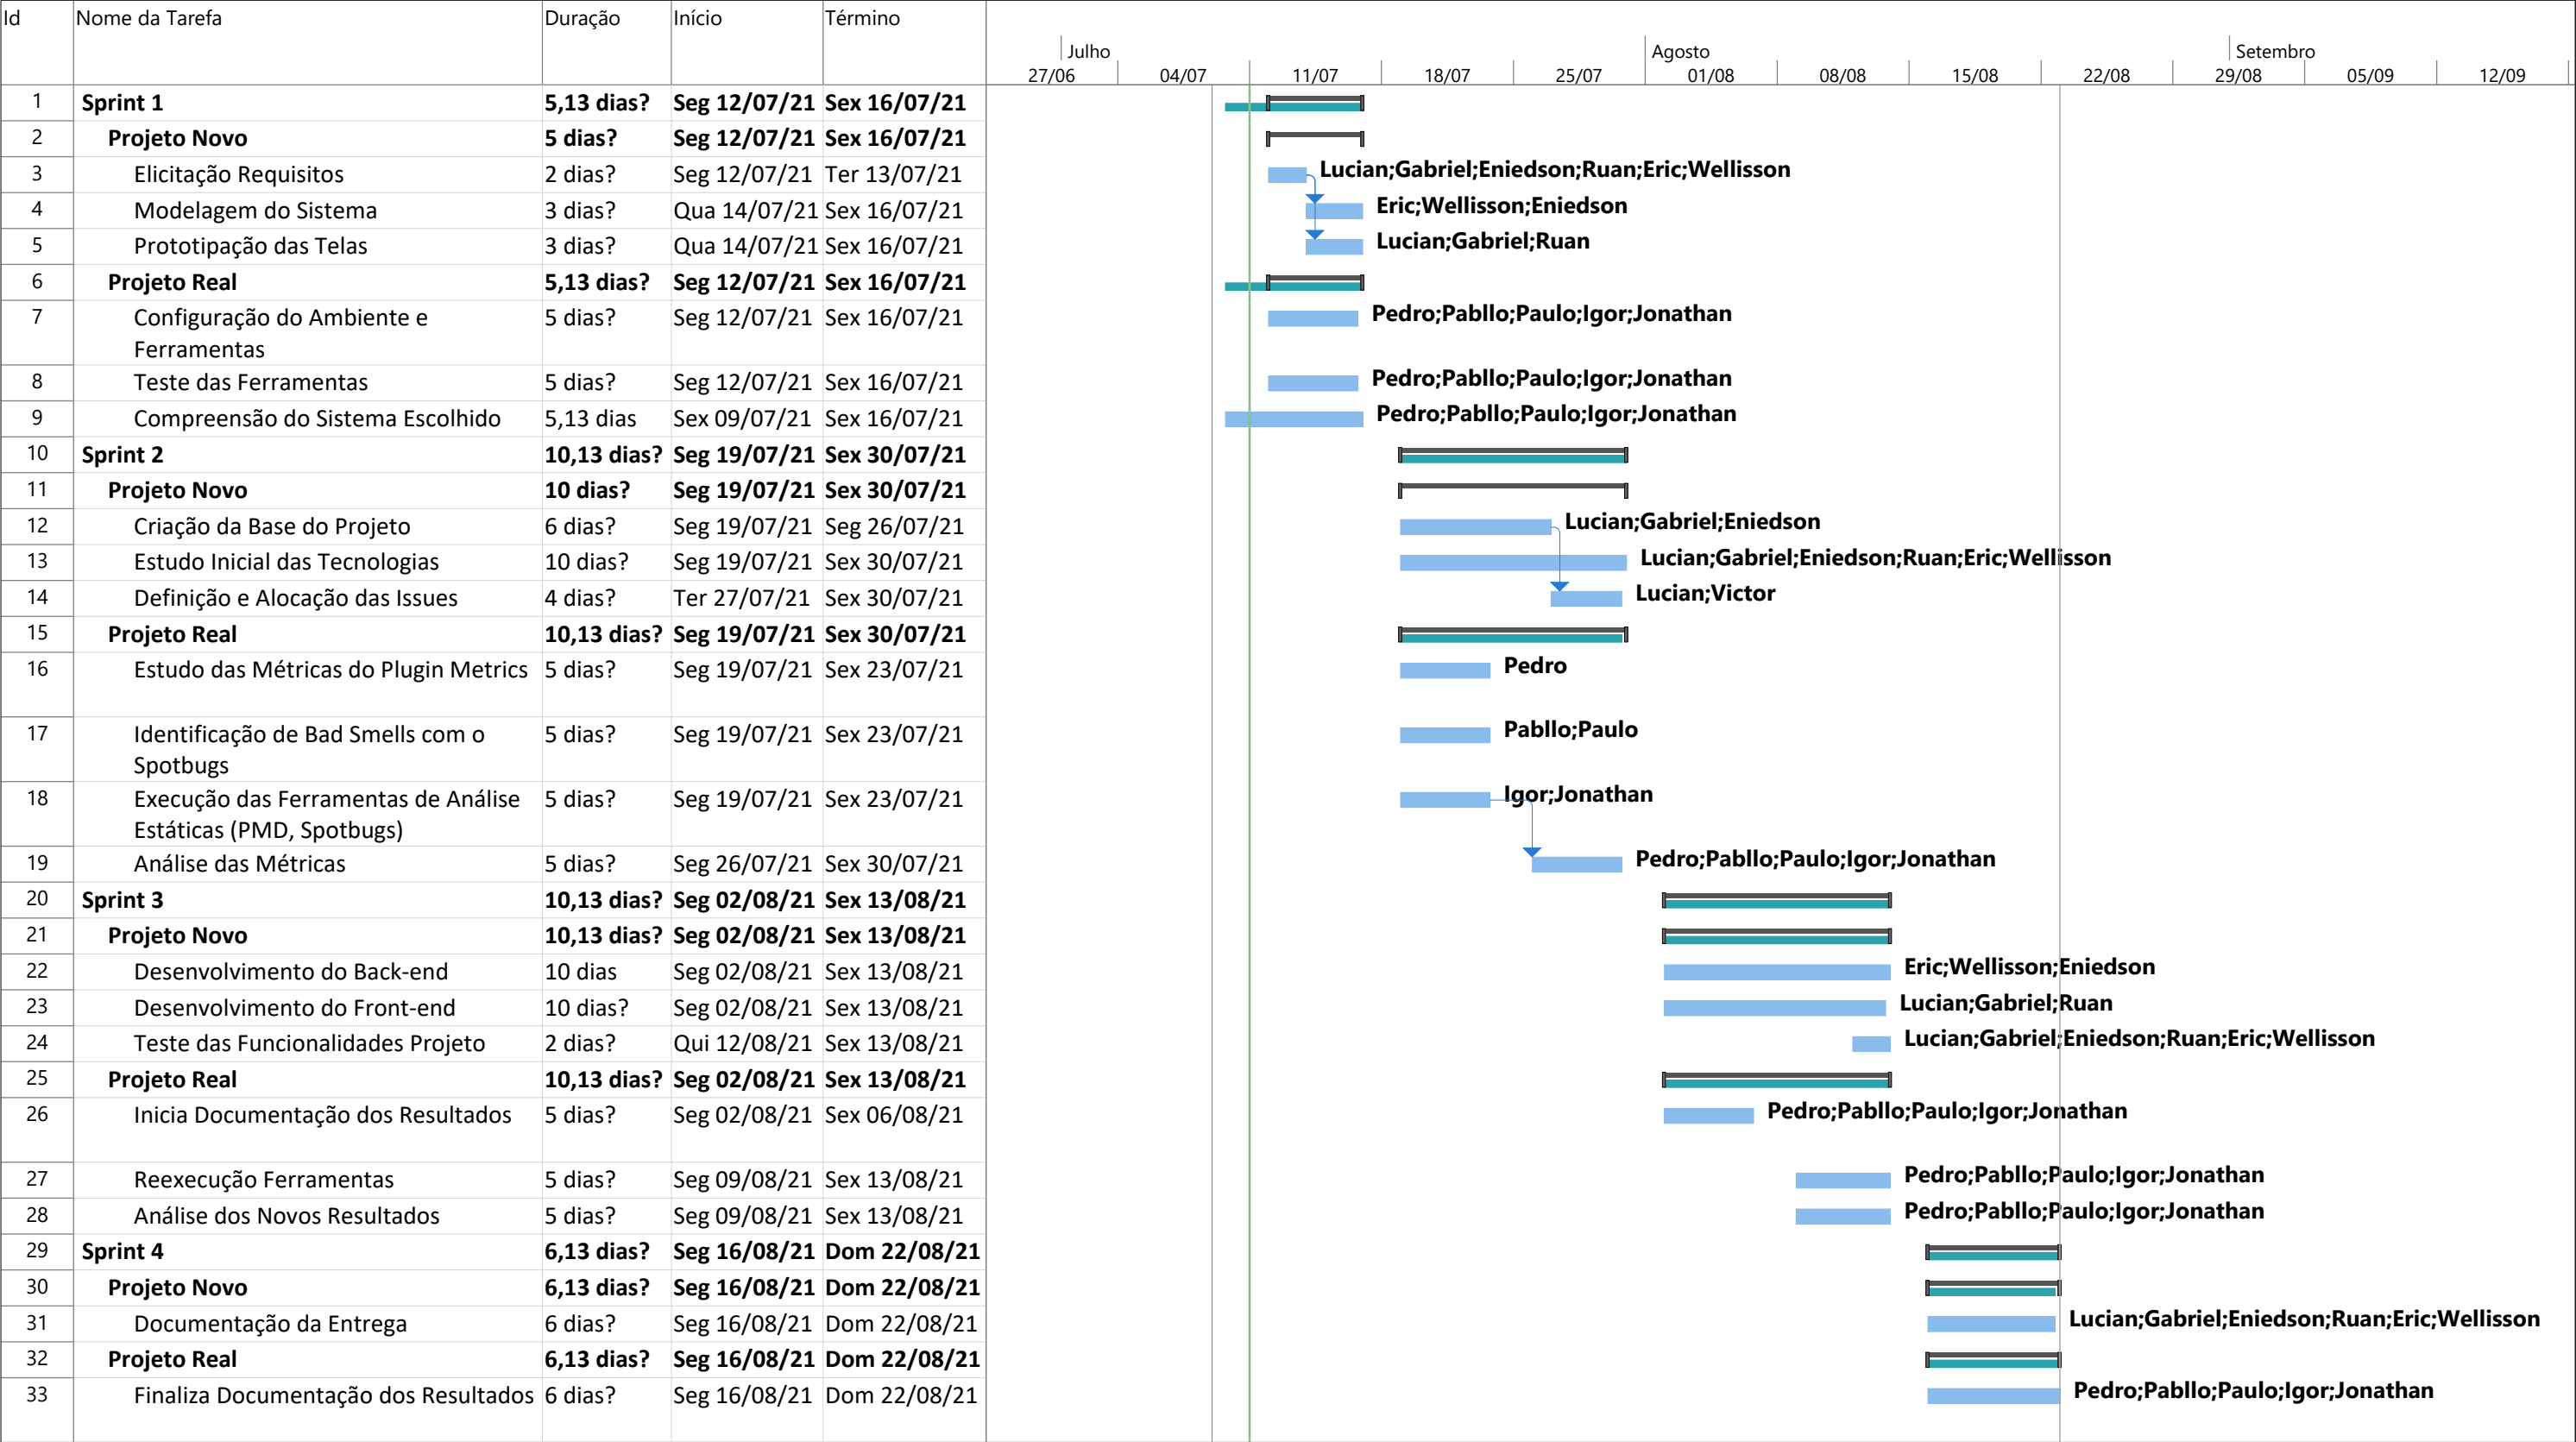 Id Nome da Tarefa Duração Início Término
Julho Agosto Setembro
27/06 04/07 11/07 18/07 25/07 01/08 08/08 15/08 22/08 29/08 05/09 12/09
1 Sprint 1 5,13 dias? Seg 12/07/21 Sex 16/07/21
2 Projeto Novo 5 dias? Seg 12/07/21 Sex 16/07/21
3 Elicitação Requisitos 2 dias? Seg 12/07/21 Ter 13/07/21 Lucian;Gabriel;Eniedson;Ruan;Eric;Wellisson
4 Modelagem do Sistema 3 dias? Qua 14/07/21 Sex 16/07/21 Eric;Wellisson;Eniedson
5 Prototipação das Telas 3 dias? Qua 14/07/21 Sex 16/07/21 Lucian;Gabriel;Ruan
6 Projeto Real 5,13 dias? Seg 12/07/21 Sex 16/07/21
7 Configuração do Ambiente e 5 dias? Seg 12/07/21 Sex 16/07/21 Pedro;Pabllo;Paulo;Igor;Jonathan
Ferramentas
8 Teste das Ferramentas 5 dias? Seg 12/07/21 Sex 16/07/21 Pedro;Pabllo;Paulo;Igor;Jonathan
9 Compreensão do Sistema Escolhido 5,13 dias Sex 09/07/21 Sex 16/07/21 Pedro;Pabllo;Paulo;Igor;Jonathan
10 Sprint 2 10,13 dias? Seg 19/07/21 Sex 30/07/21
11 Projeto Novo 10 dias? Seg 19/07/21 Sex 30/07/21
12 Criação da Base do Projeto 6 dias? Seg 19/07/21 Seg 26/07/21 Lucian;Gabriel;Eniedson
13 Estudo Inicial das Tecnologias 10 dias? Seg 19/07/21 Sex 30/07/21 Lucian;Gabriel;Eniedson;Ruan;Eric;Wellisson
14 Definição e Alocação das Issues 4 dias? Ter 27/07/21 Sex 30/07/21 Lucian;Victor
15 Projeto Real 10,13 dias? Seg 19/07/21 Sex 30/07/21
16 Estudo das Métricas do Plugin Metrics 5 dias? Seg 19/07/21 Sex 23/07/21 Pedro
17 Identificação de Bad Smells com o 5 dias? Seg 19/07/21 Sex 23/07/21 Pabllo;Paulo
Spotbugs
18 Execução das Ferramentas de Análise 5 dias? Seg 19/07/21 Sex 23/07/21 Igor;Jonathan
Estáticas (PMD, Spotbugs)
19 Análise das Métricas 5 dias? Seg 26/07/21 Sex 30/07/21 Pedro;Pabllo;Paulo;Igor;Jonathan
20 Sprint 3 10,13 dias? Seg 02/08/21 Sex 13/08/21
21 Projeto Novo 10,13 dias? Seg 02/08/21 Sex 13/08/21
22 Desenvolvimento do Back-end 10 dias Seg 02/08/21 Sex 13/08/21 Eric;Wellisson;Eniedson
23 Desenvolvimento do Front-end 10 dias? Seg 02/08/21 Sex 13/08/21 Lucian;Gabriel;Ruan
24 Teste das Funcionalidades Projeto 2 dias? Qui 12/08/21 Sex 13/08/21 Lucian;Gabriel;Eniedson;Ruan;Eric;Wellisson
25 Projeto Real 10,13 dias? Seg 02/08/21 Sex 13/08/21
26 Inicia Documentação dos Resultados 5 dias? Seg 02/08/21 Sex 06/08/21 Pedro;Pabllo;Paulo;Igor;Jonathan
27 Reexecução Ferramentas 5 dias? Seg 09/08/21 Sex 13/08/21 Pedro;Pabllo;Paulo;Igor;Jonathan
28 Análise dos Novos Resultados 5 dias? Seg 09/08/21 Sex 13/08/21 Pedro;Pabllo;Paulo;Igor;Jonathan
29 Sprint 4 6,13 dias? Seg 16/08/21 Dom 22/08/21
30 Projeto Novo 6,13 dias? Seg 16/08/21 Dom 22/08/21
31 Documentação da Entrega 6 dias? Seg 16/08/21 Dom 22/08/21 Lucian;Gabriel;Eniedson;Ruan;Eric;Wellisson
32 Projeto Real 6,13 dias? Seg 16/08/21 Dom 22/08/21
33 Finaliza Documentação dos Resultados 6 dias? Seg 16/08/21 Dom 22/08/21 Pedro;Pabllo;Paulo;Igor;Jonathan